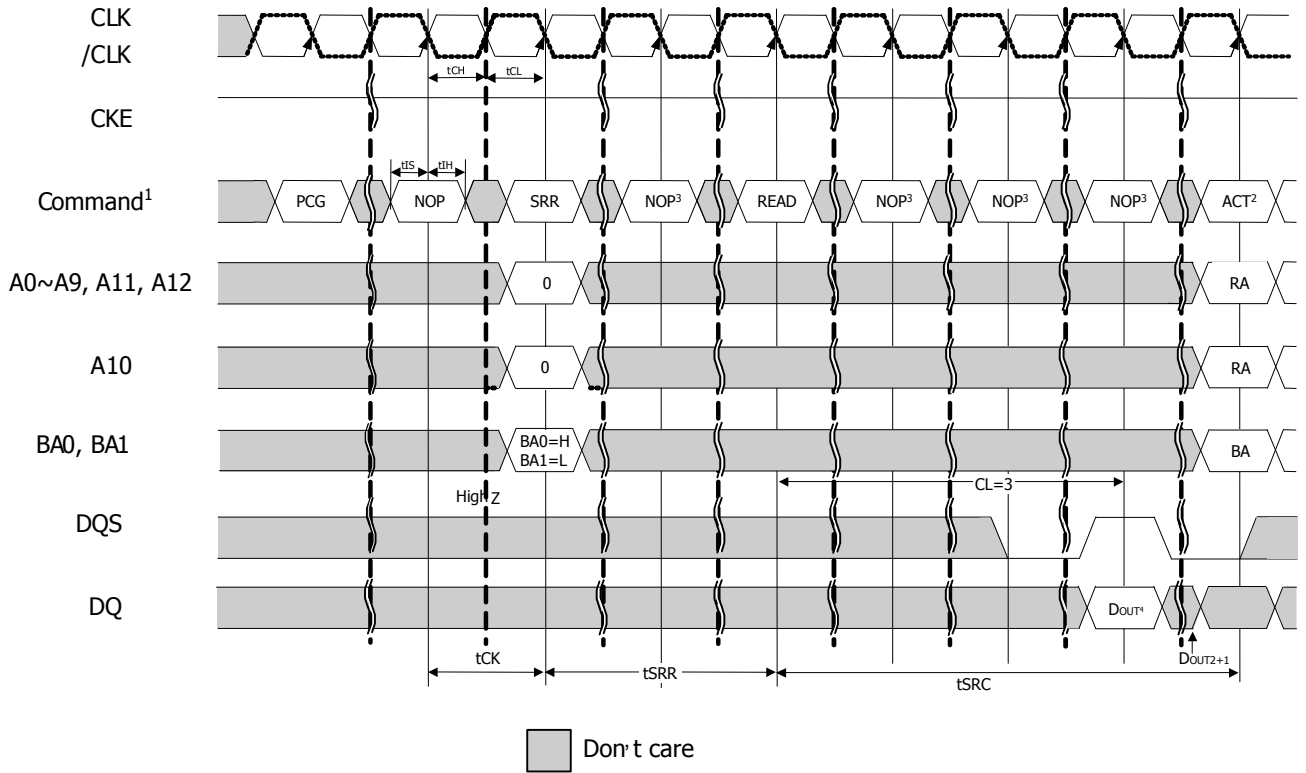 CLK
/CLK
tCH tCL
CKE
tIS tIH
Command¹ PCG NOP SRR NOP³ READ NOP³ NOP³ NOP³ ACT²
A0~A9, A11, A12 0 RA
A10 0 RA
BA0, BA1 BA0=H BA
BA1=L
CL=3
High Z
DQS
DQ DOUT⁴
DOUT2+1
tCK tSRR tSRC
Don't care